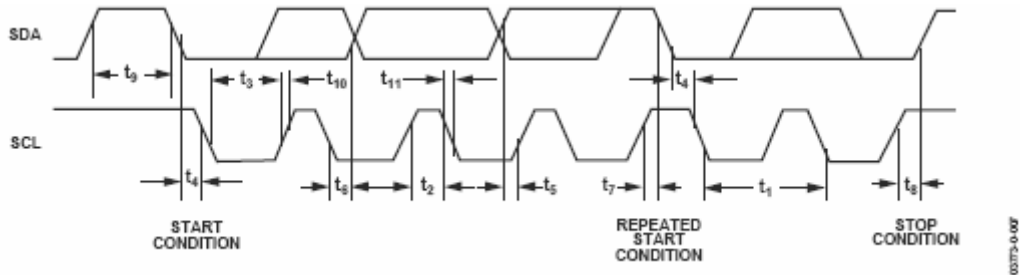 SDA
t9
t3
t10
t11
t4
SCL
t4
t6
t2
t5
t7
t1
t8
START
CONDITION
REPEATED
START
CONDITION
STOP
CONDITION